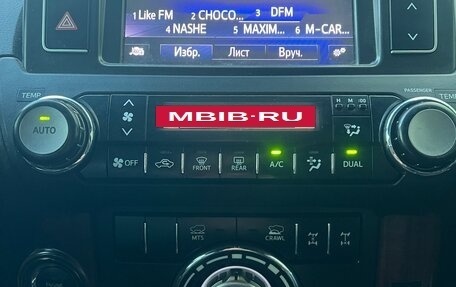 1 Like FM 2 CHOCO... 3 DFM
4 NASHE 5 MAXIM... 6 M-CAR...
Избр. Лист Вруч.
TEMP
PASSENGER
TEMP
H M :00
MBIB-RU
AUTO
OFF FRONT REAR A/C DUAL
MTS CRAWL